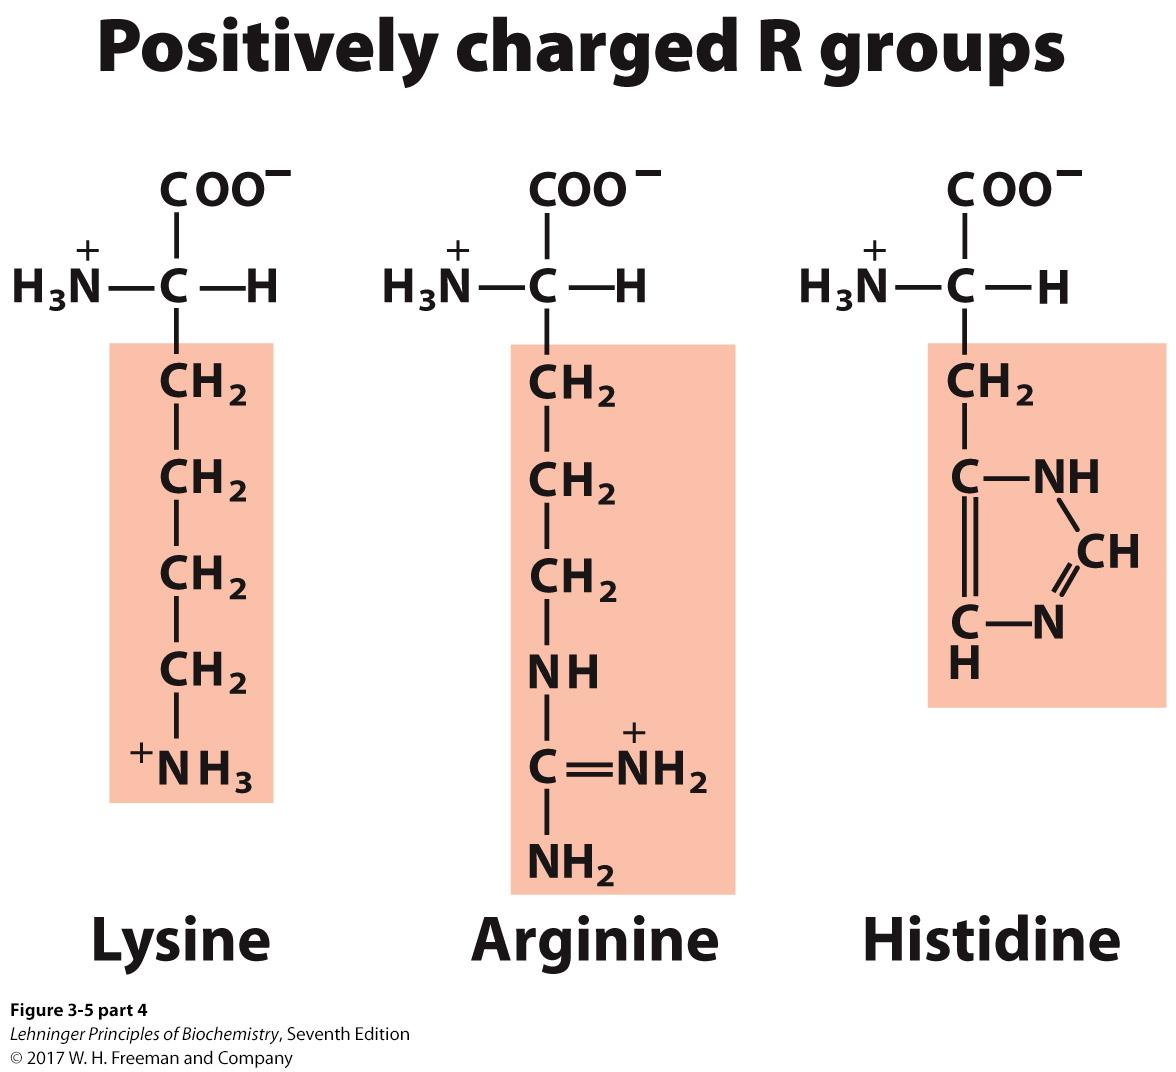 Positively charged R groups
COO⁻
H₃N⁺—C—H
CH₂
CH₂
CH₂
CH₂
⁺NH₃
Lysine
COO⁻
H₃N⁺—C—H
CH₂
CH₂
CH₂
NH
C=N⁺H₂
NH₂
Arginine
COO⁻
H₃N⁺—C—H
CH₂
C—NH
CH
C—N
H
Histidine
Figure 3-5 part 4
Lehninger Principles of Biochemistry, Seventh Edition
© 2017 W. H. Freeman and Company